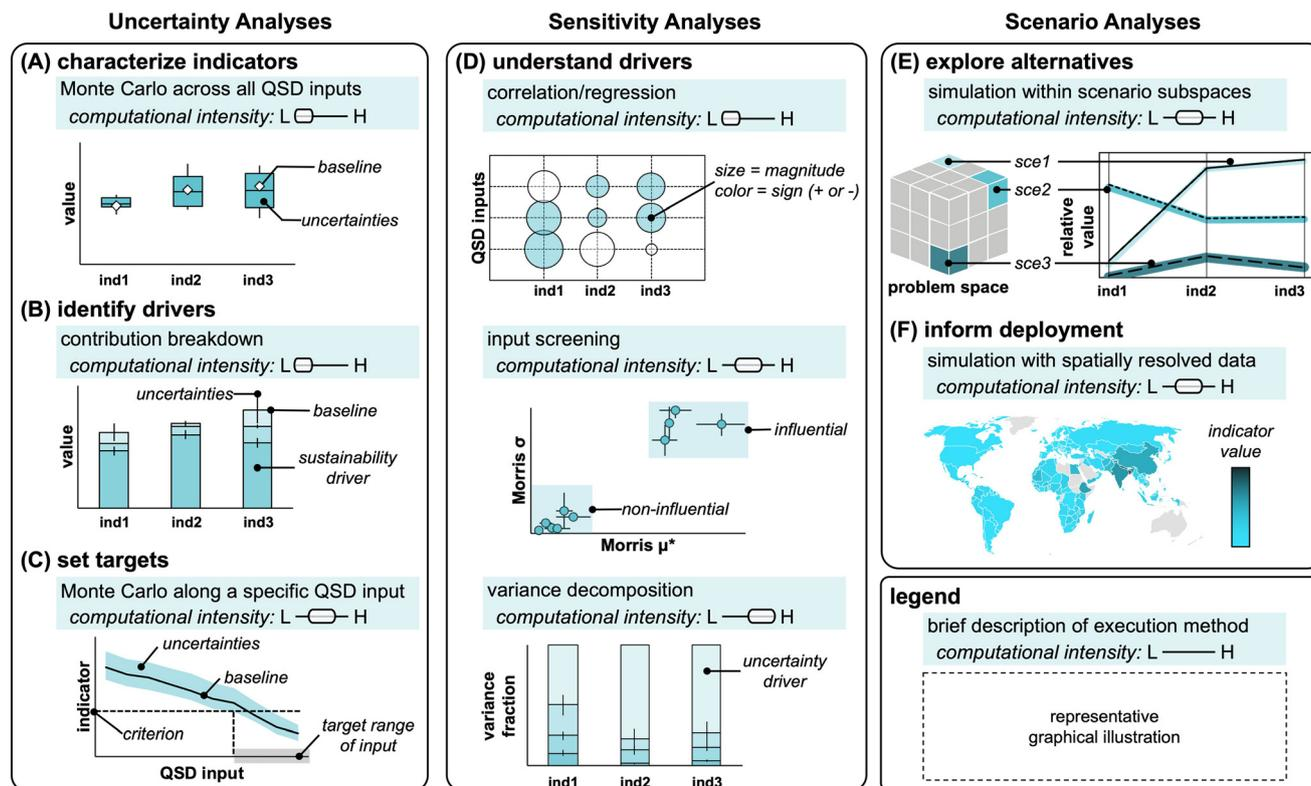 Uncertainty Analyses
(A) characterize indicators
Monte Carlo across all QSD inputs
computational intensity: L H
value
baseline
uncertainties
ind1 ind2 ind3
(B) identify drivers
contribution breakdown
computational intensity: L H
value
uncertainties
baseline
sustainability
driver
ind1 ind2 ind3
(C) set targets
Monte Carlo along a specific QSD input
computational intensity: L H
indicator
uncertainties
baseline
criterion
target range
of input
QSD input
Sensitivity Analyses
(D) understand drivers
correlation/regression
computational intensity: L H
QSD inputs
size = magnitude
color = sign (+ or -)
ind1 ind2 ind3
input screening
computational intensity: L H
Morris σ
influential
non-influential
Morris μ*
variance decomposition
computational intensity: L H
variance
fraction
uncertainty
driver
ind1 ind2 ind3
Scenario Analyses
(E) explore alternatives
simulation within scenario subspaces
computational intensity: L H
sce1
sce2
sce3
problem space
relative
value
ind1 ind2 ind3
(F) inform deployment
simulation with spatially resolved data
computational intensity: L H
indicator
value
legend
brief description of execution method
computational intensity: L H
representative
graphical illustration